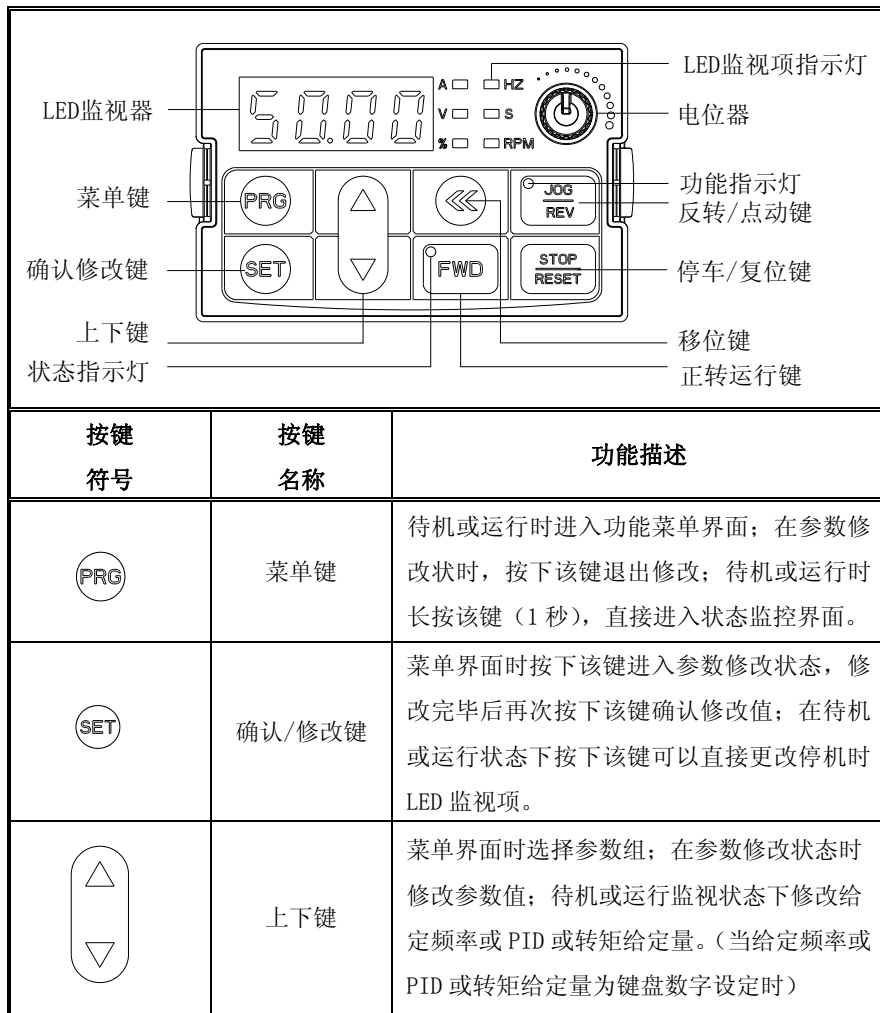 LED监视项指示灯
A HZ
LED监视器
50.00
V S
电位器
% RPM
菜单键
PRG
JOG
REV
功能指示灯
反转/点动键
确认修改键
SET
FWD
STOP
RESET
停车/复位键
上下键
移位键
状态指示灯
正转运行键
按键
符号
按键
名称
功能描述
PRG
菜单键
待机或运行时进入功能菜单界面；在参数修
改状时，按下该键退出修改；待机或运行时
长按该键（1秒），直接进入状态监控界面。
SET
确认/修改键
菜单界面时按下该键进入参数修改状态，修
改完毕后再次按下该键确认修改值；在待机
或运行状态下按下该键可以直接更改停机时
LED 监视项。
上下键
菜单界面时选择参数组；在参数修改状态时
修改参数值；待机或运行监视状态下修改给
定频率或 PID 或转矩给定量。（当给定频率或
PID 或转矩给定量为键盘数字设定时）